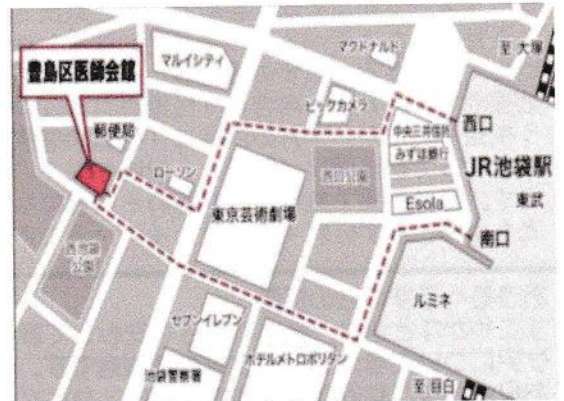 豊島区医師会館
マルイシティ
マクドナルド
至 大塚
郵便局
ビックカメラ
中央三井信託
西口
みずほ銀行
JR池袋駅
ローソン
西口公園
東武
Esola
東京芸術劇場
南口
西池袋
公園
ルミネ
セブンイレブン
ホテルメトロポリタン
池袋警察署
至 目白